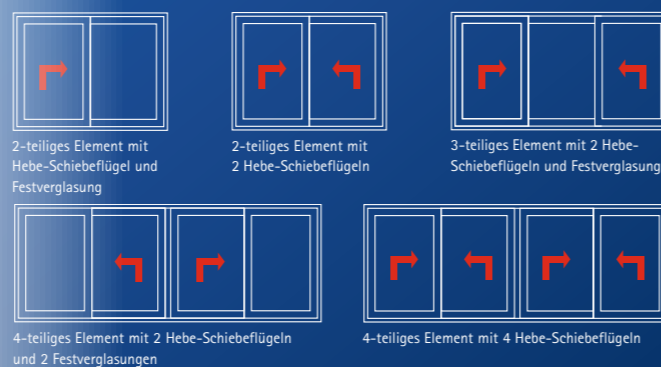 2-teiliges Element mit
Hebe-Schiebeflügel und
Festverglasung
2-teiliges Element mit
2 Hebe-Schiebeflügeln
3-teiliges Element mit 2 Hebe-
Schiebeflügeln und Festverglasung
4-teiliges Element mit 2 Hebe-Schiebeflügeln
und 2 Festverglasungen
4-teiliges Element mit 4 Hebe-Schiebeflügeln